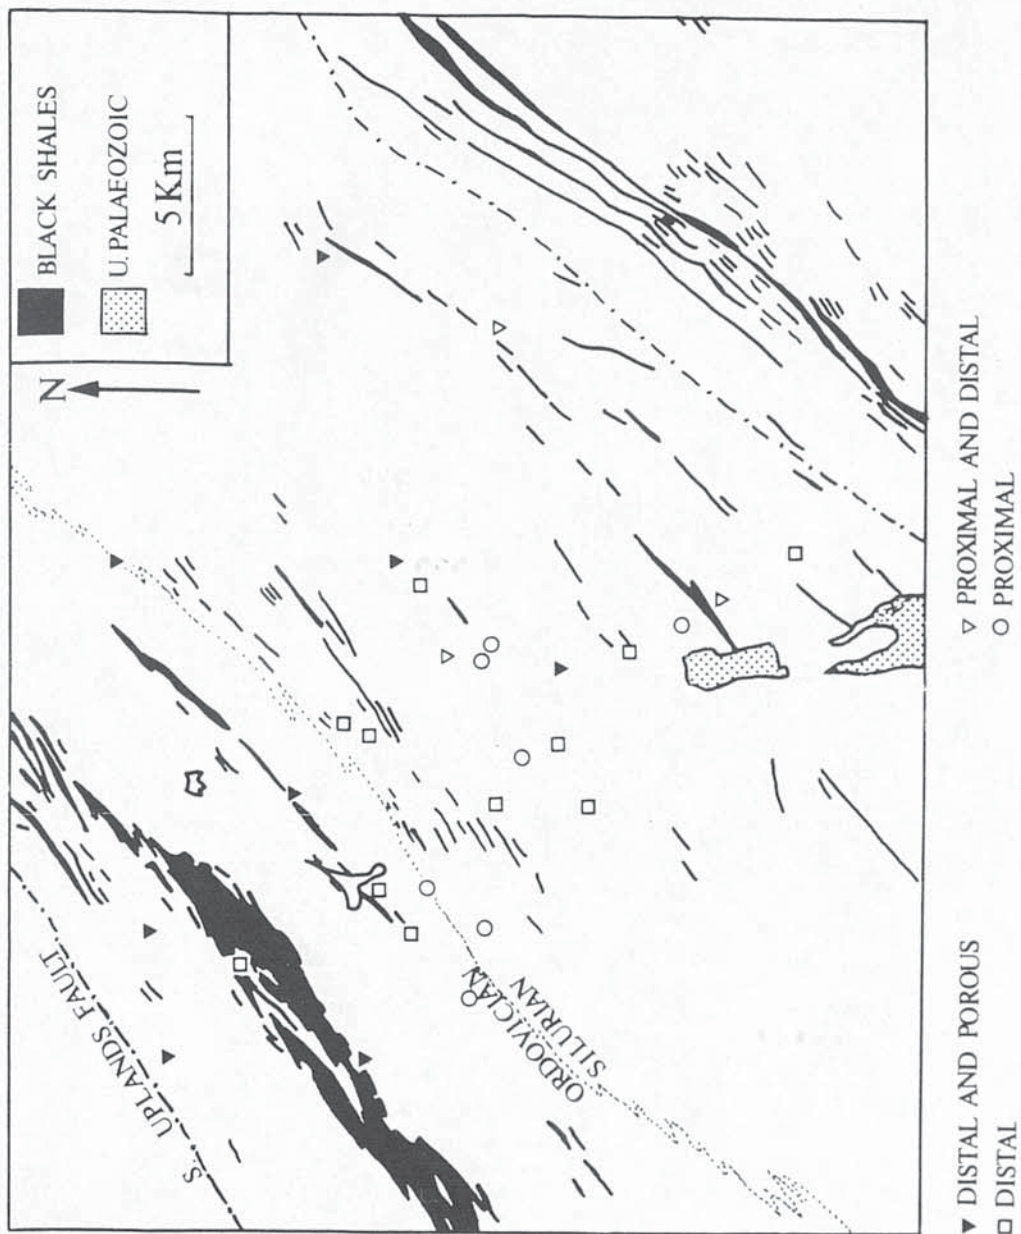 BLACK SHALES
U.PALAEOZOIC
5 Km
N
S. UPLANDS FAULT
ORDOVICIAN
SILURIAN
▼ DISTAL AND POROUS
□ DISTAL
▽ PROXIMAL AND DISTAL
○ PROXIMAL